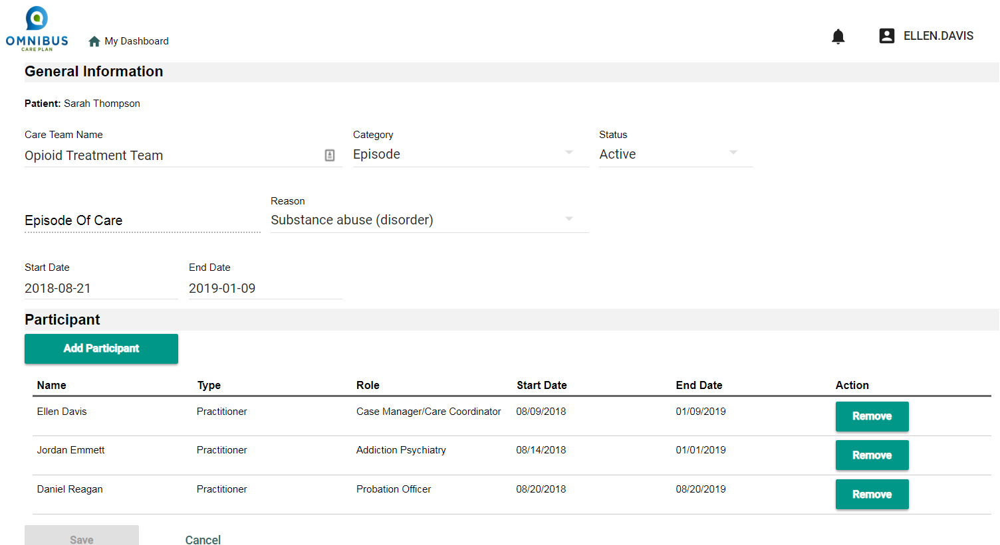 OMNIBUS
CARE PLAN
My Dashboard
ELLEN.DAVIS
General Information
Patient: Sarah Thompson
Care Team Name Category Status
Opioid Treatment Team Episode Active
Reason
Episode Of Care Substance abuse (disorder)
Start Date End Date
2018-08-21 2019-01-09
Participant
Add Participant
Name Type Role Start Date End Date Action
Ellen Davis Practitioner Case Manager/Care Coordinator 08/09/2018 01/09/2019 Remove
Jordan Emmett Practitioner Addiction Psychiatry 08/14/2018 01/01/2019 Remove
Daniel Reagan Practitioner Probation Officer 08/20/2018 08/20/2019 Remove
Save Cancel